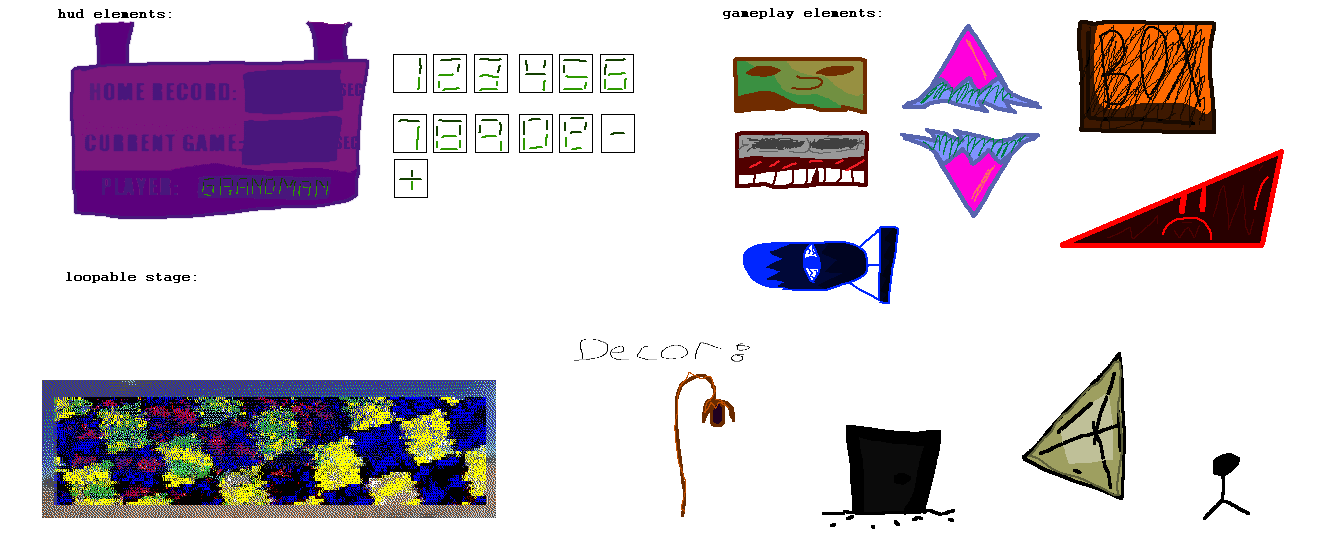 hud elements:
HOME RECORD: SEC
CURRENT GAME: SEC
PLAYER:
1 2 3 4 5 6
7 8 9 0 -
+
gameplay elements:
BOX
loopable stage:
Decor: